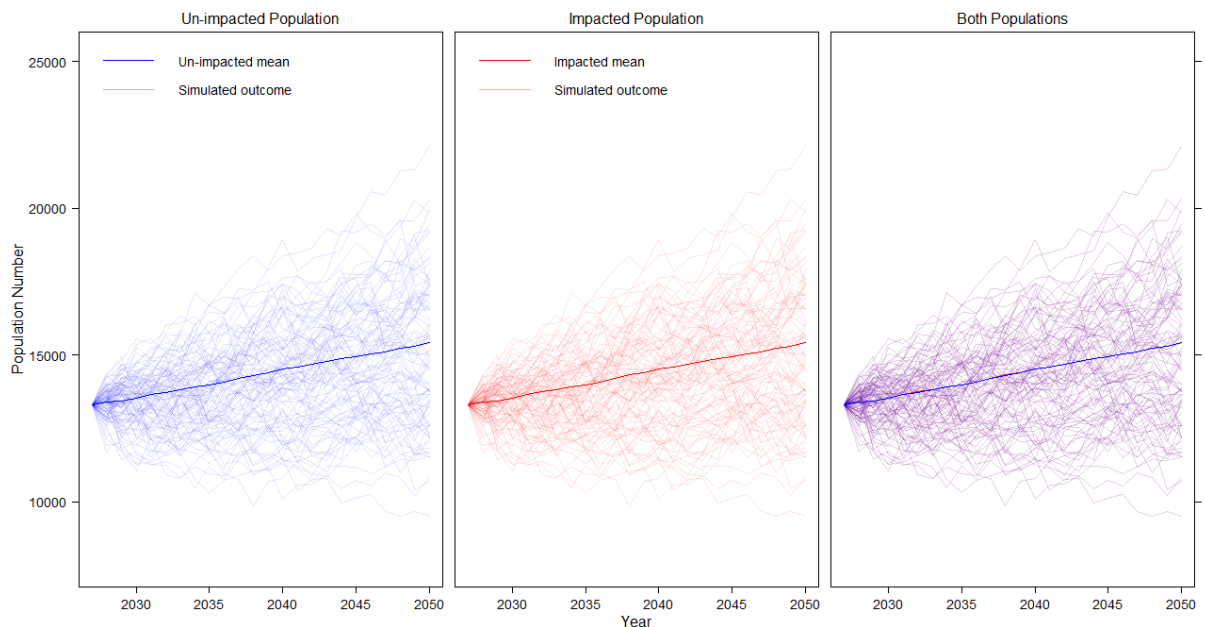 Un-impacted Population
Impacted Population
Both Populations
Un-impacted mean
Simulated outcome
Impacted mean
Simulated outcome
25000
20000
15000
10000
Population Number
2030 2035 2040 2045 2050
2030 2035 2040 2045 2050
2030 2035 2040 2045 2050
Year